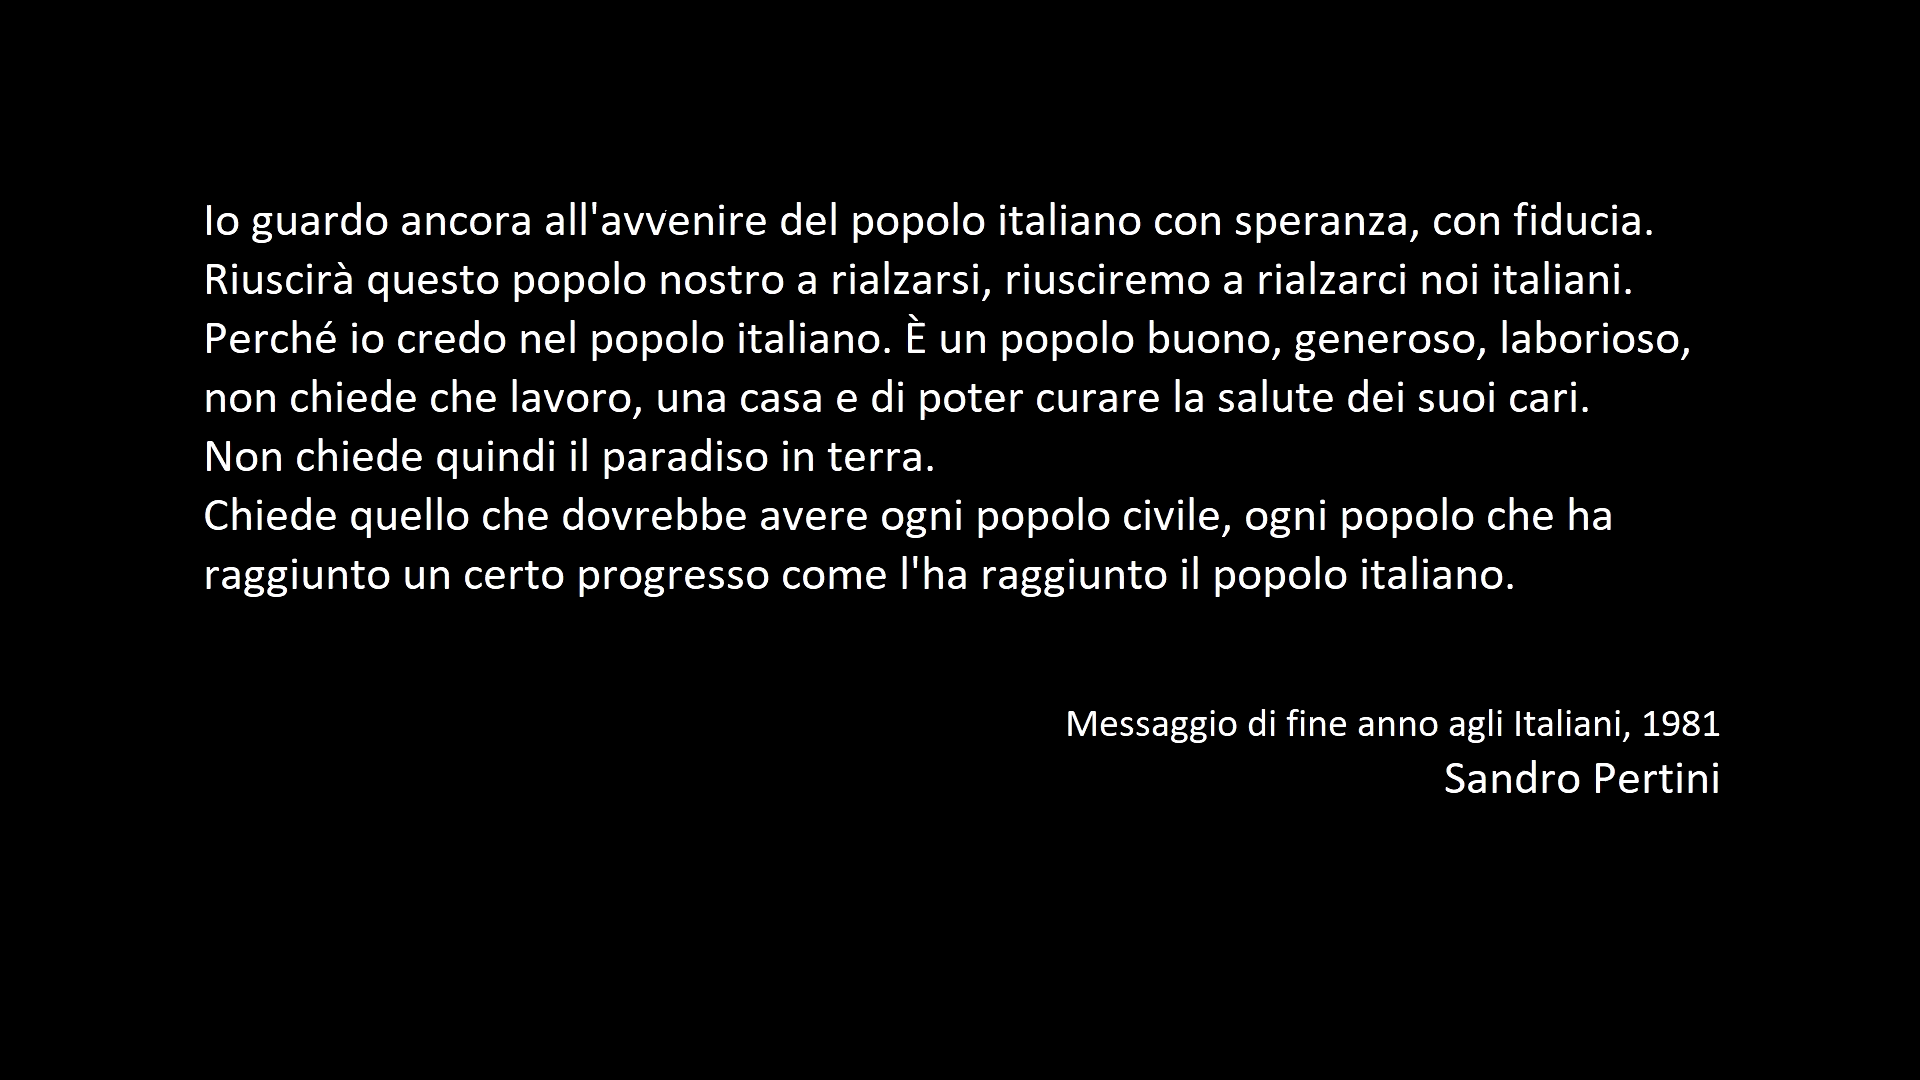 Io guardo ancora all'avvenire del popolo italiano con speranza, con fiducia.
Riuscirà questo popolo nostro a rialzarsi, riusciremo a rialzarci noi italiani.
Perché io credo nel popolo italiano. È un popolo buono, generoso, laborioso,
non chiede che lavoro, una casa e di poter curare la salute dei suoi cari.
Non chiede quindi il paradiso in terra.
Chiede quello che dovrebbe avere ogni popolo civile, ogni popolo che ha
raggiunto un certo progresso come l'ha raggiunto il popolo italiano.
Messaggio di fine anno agli Italiani, 1981
Sandro Pertini